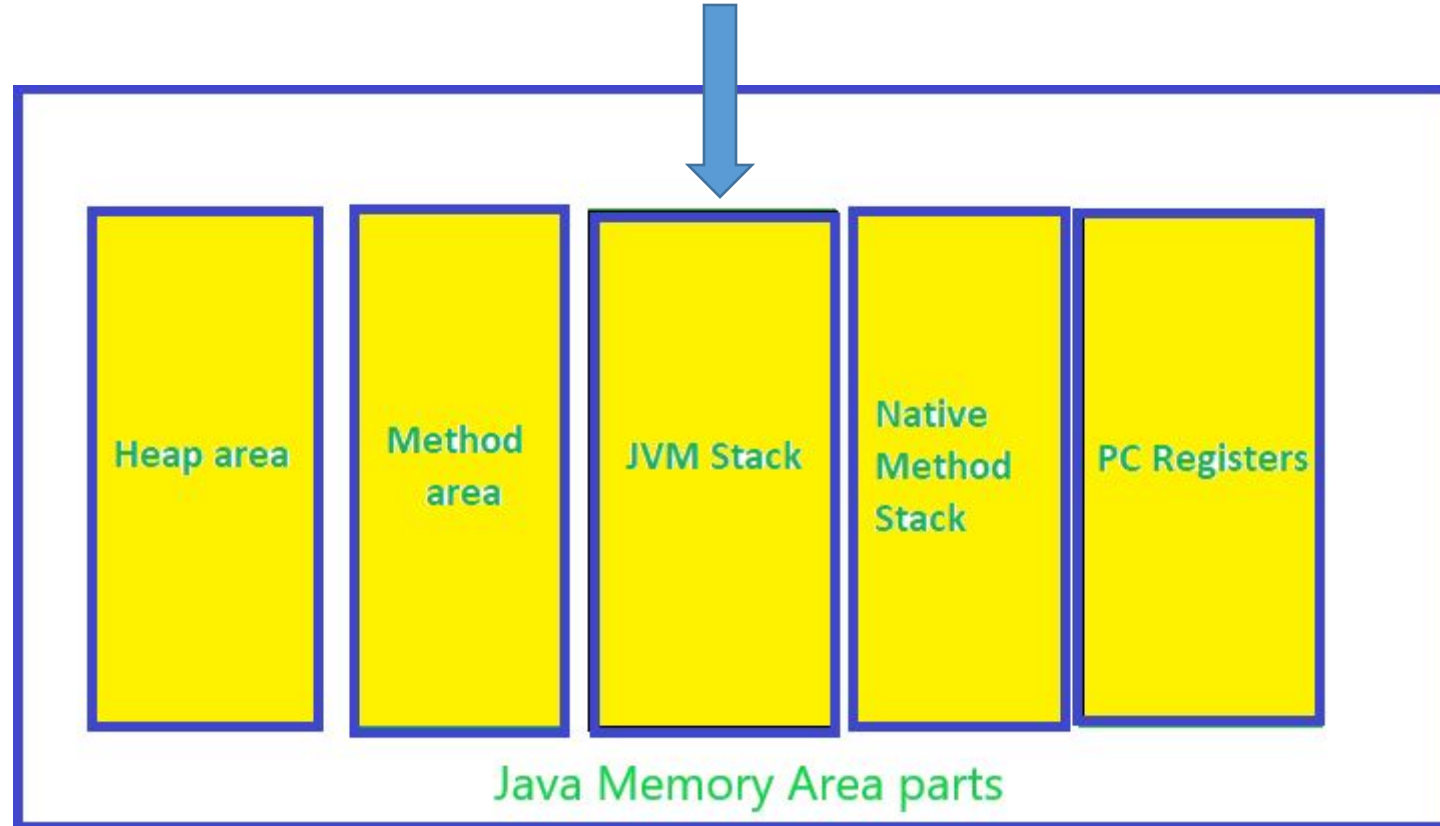 Heap area
Method
area
JVM Stack
Native
Method
Stack
PC Registers
Java Memory Area parts